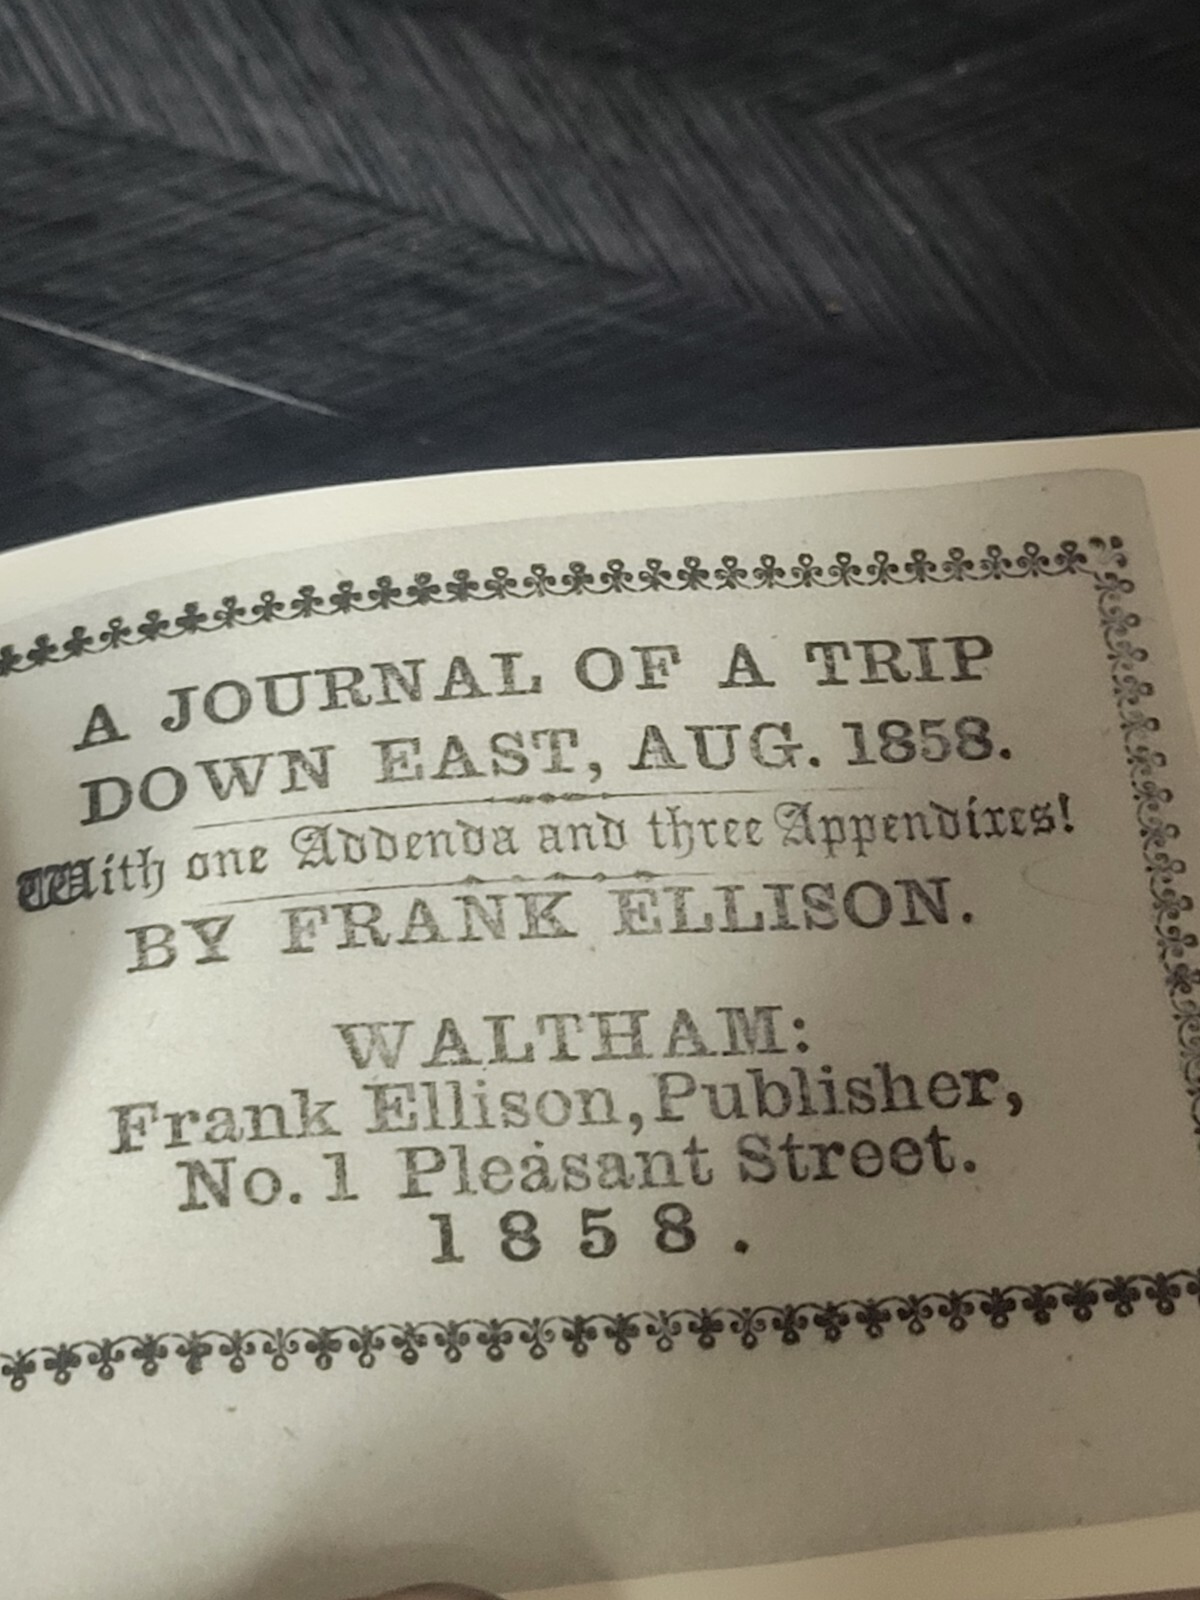 A JOURNAL OF A TRIP
DOWN EAST, AUG. 1858.
With one Addenda and three Appendixes!
BY FRANK ELLISON.
WALTHAM:
Frank Ellison, Publisher,
No. 1 Pleasant Street.
1858.